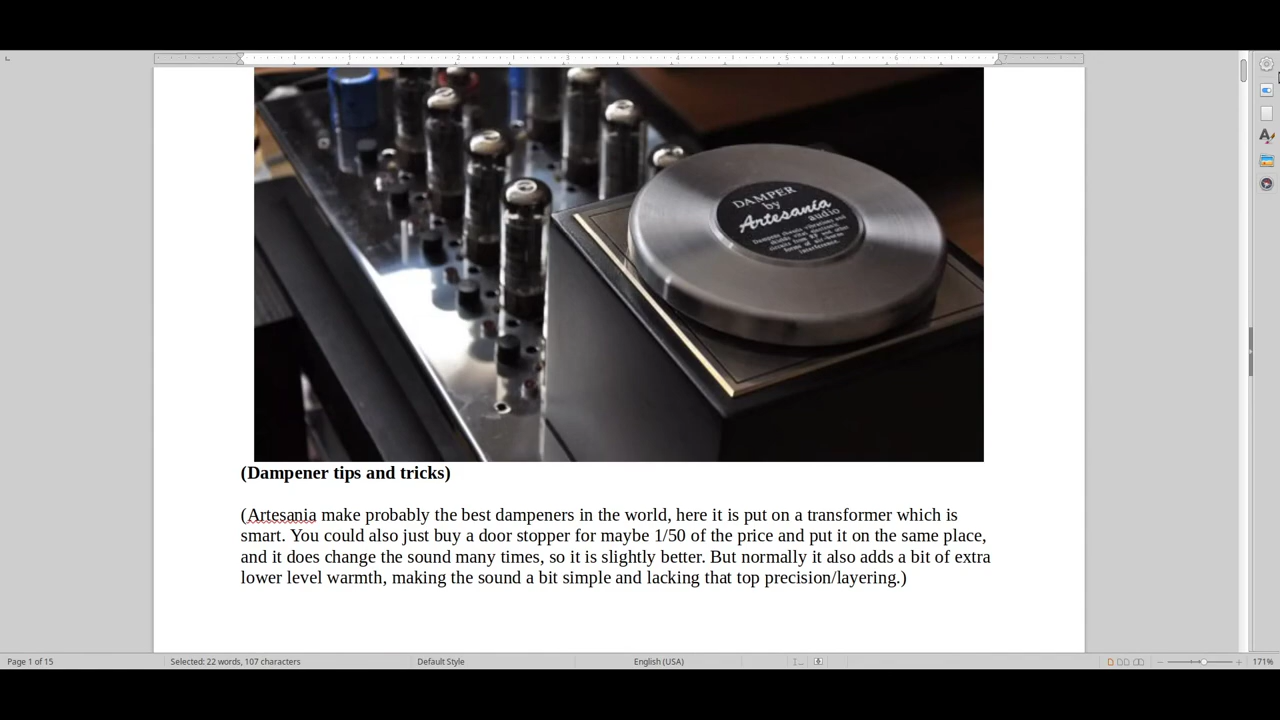 DAMPER
by
Artesanía
audio
(Dampener tips and tricks)
(Artesania make probably the best dampeners in the world, here it is put on a transformer which is
smart. You could also just buy a door stopper for maybe 1/50 of the price and put it on the same place,
and it does change the sound many times, so it is slightly better. But normally it also adds a bit of extra
lower level warmth, making the sound a bit simple and lacking that top precision/layering.)
Page 1 of 15
Selected: 22 words, 107 characters
Default Style
English (USA)
171%